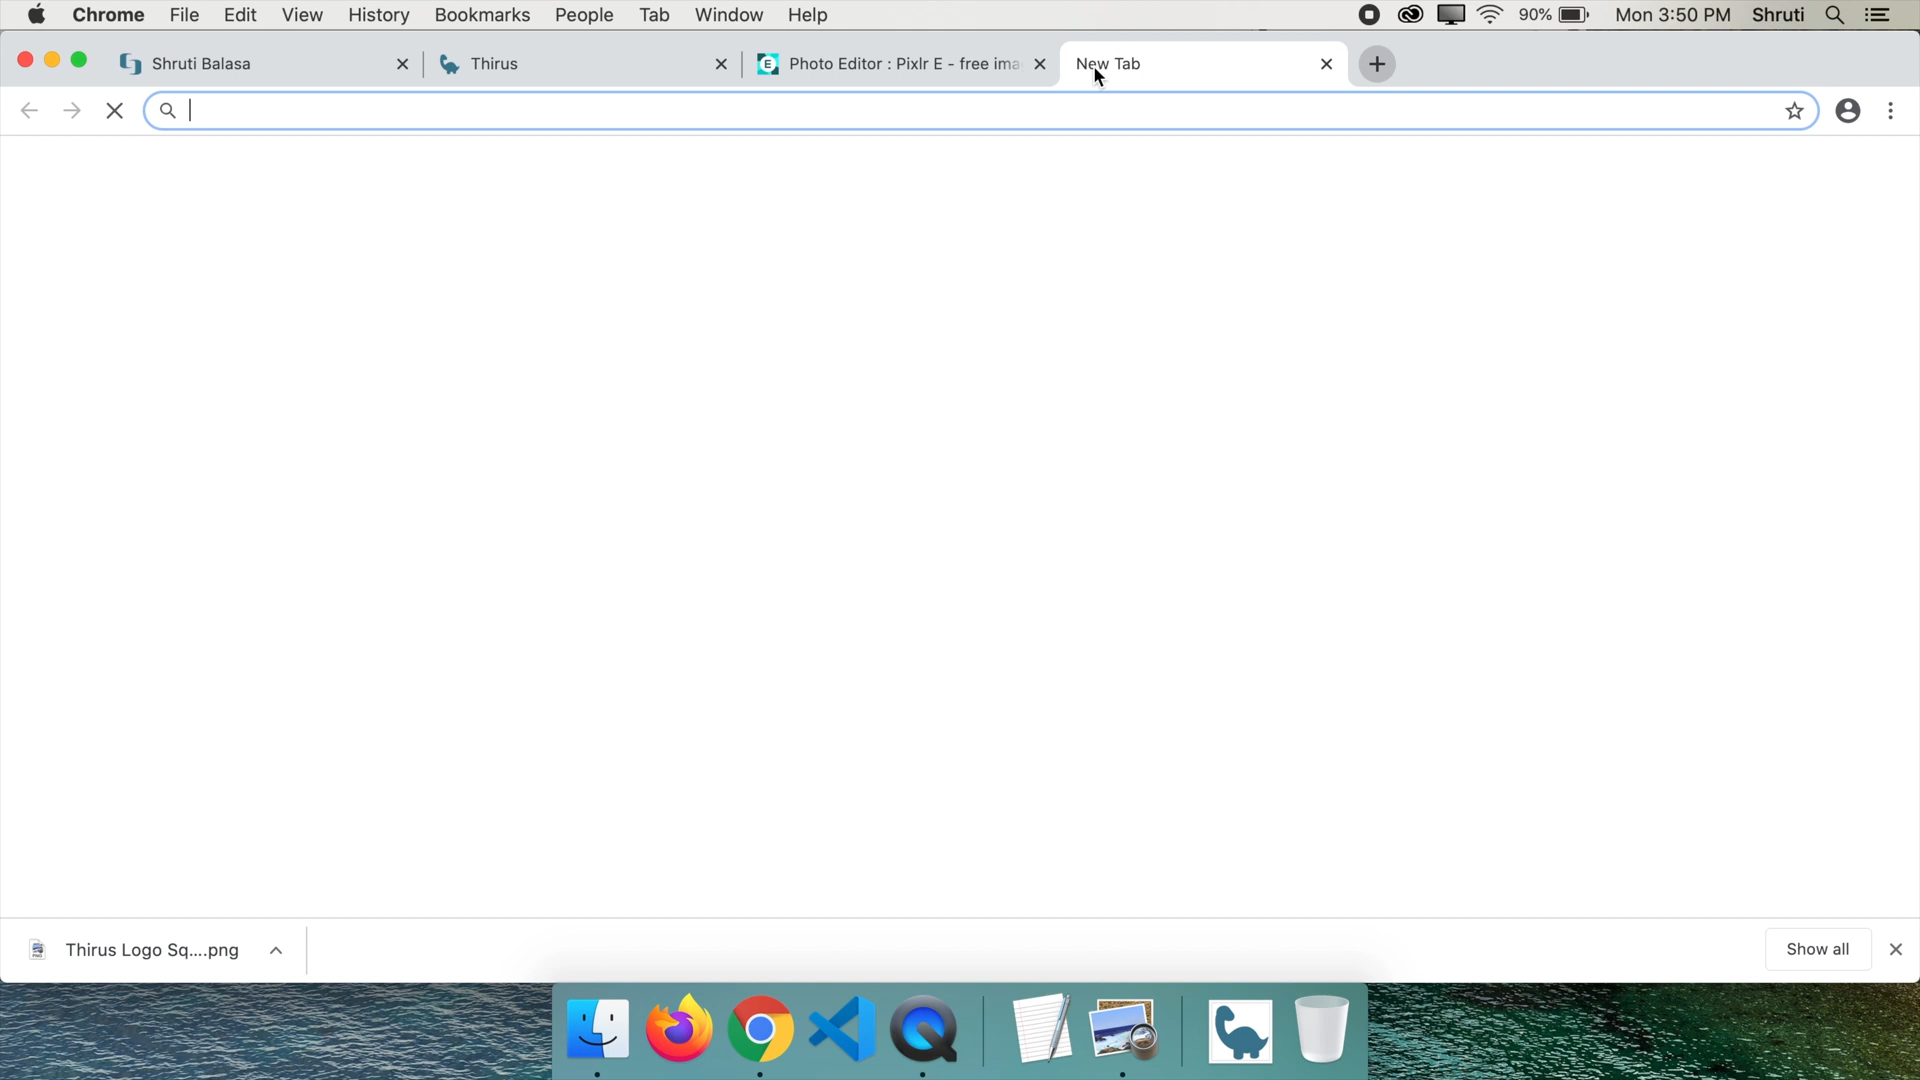 Chrome File Edit View History Bookmarks People Tab Window Help 90% Mon 3:50 PM Shruti
Shruti Balasa Thirus E Photo Editor : Pixlr E - free ima New Tab
Thirus Logo Sq....png Show all